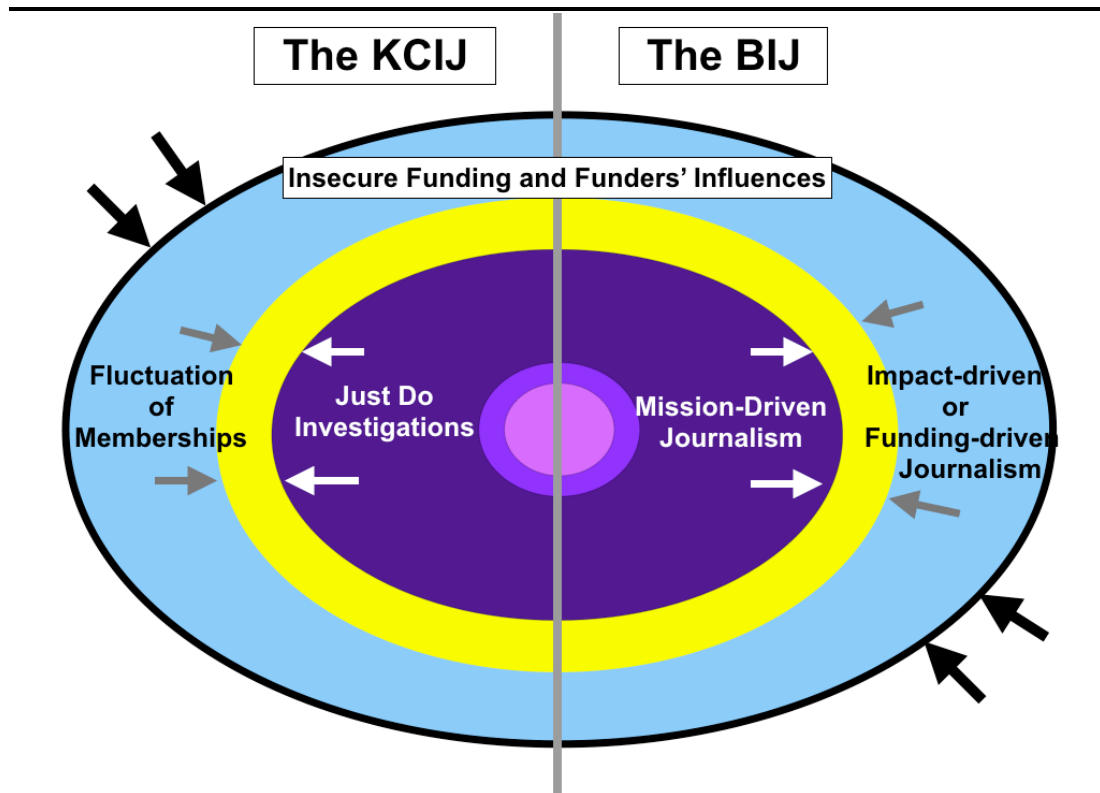 The KCIJ
The BIJ
Insecure Funding and Funders’ Influences
Fluctuation
of
Memberships
Just Do
Investigations
Mission-Driven
Journalism
Impact-driven
or
Funding-driven
Journalism